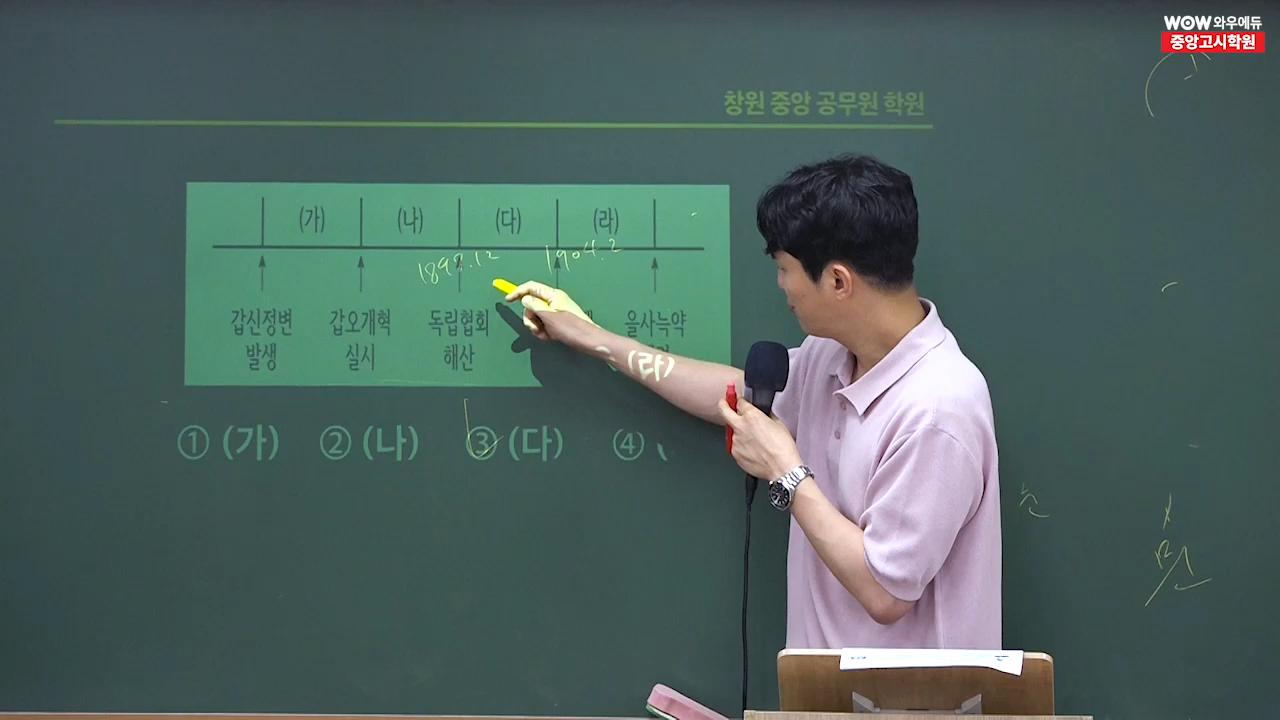 WOW 와우에듀
중앙고시학원
창원 중앙 공무원 학원
(가) (나) (다) (라)
1898.12 1904.2
갑신정변 갑오개혁 독립협회 을사늑약
발생 실시 해산
(라)
① (가) ② (나) ③ (다) ④ (